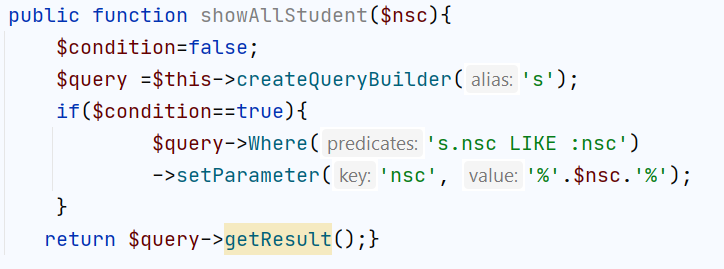 public function showAllStudent($nsc){
$condition=false;
$query =$this->createQueryBuilder( alias: 's');
if($condition==true){
$query->Where( predicates: 's.nsc LIKE :nsc')
->setParameter( key: 'nsc', value: '%'.$nsc.'%');
}
return $query->getResult();}